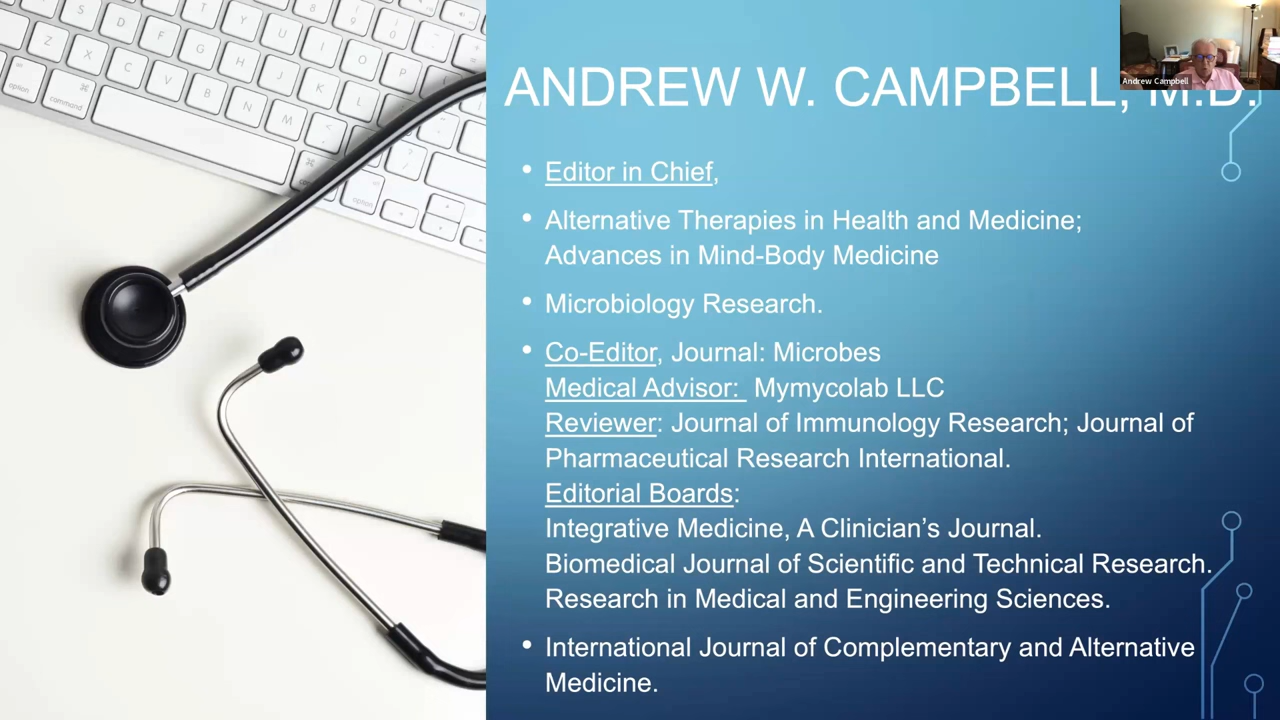 ANDREW W. CAMPBELL, M.D.
Andrew Campbell
Editor in Chief,
Alternative Therapies in Health and Medicine;
Advances in Mind-Body Medicine
Microbiology Research.
Co-Editor, Journal: Microbes
Medical Advisor:  Mymycolab LLC
Reviewer: Journal of Immunology Research; Journal of
Pharmaceutical Research International.
Editorial Boards:
Integrative Medicine, A Clinician’s Journal.
Biomedical Journal of Scientific and Technical Research.
Research in Medical and Engineering Sciences.
International Journal of Complementary and Alternative
Medicine.
Y U I O P
F G H J K L
Z X C V B N M
option
command
option